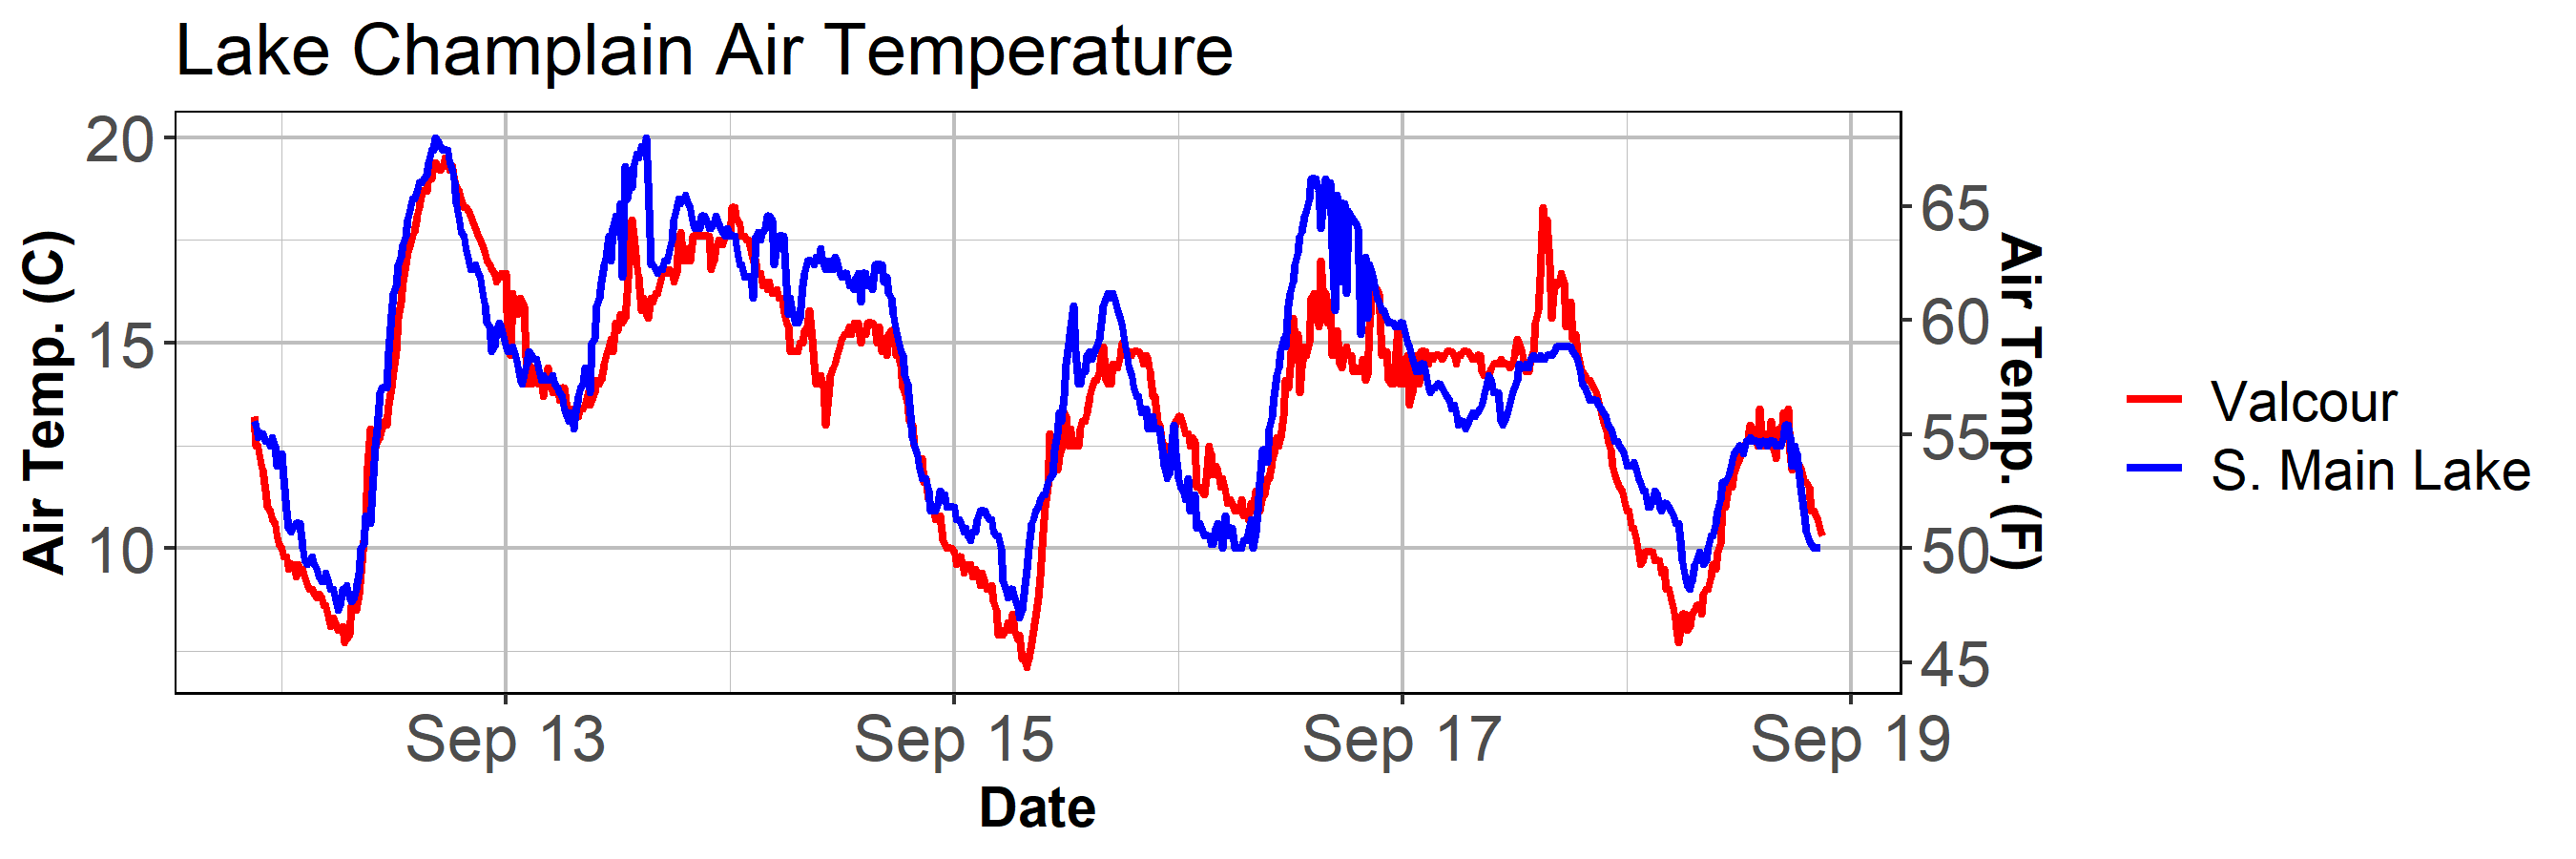 Lake Champlain Air Temperature
Air Temp. (C)
20
15
10
65
60
55
50
45
Air Temp. (F)
Sep 13
Sep 15
Sep 17
Sep 19
Date
Valcour
S. Main Lake